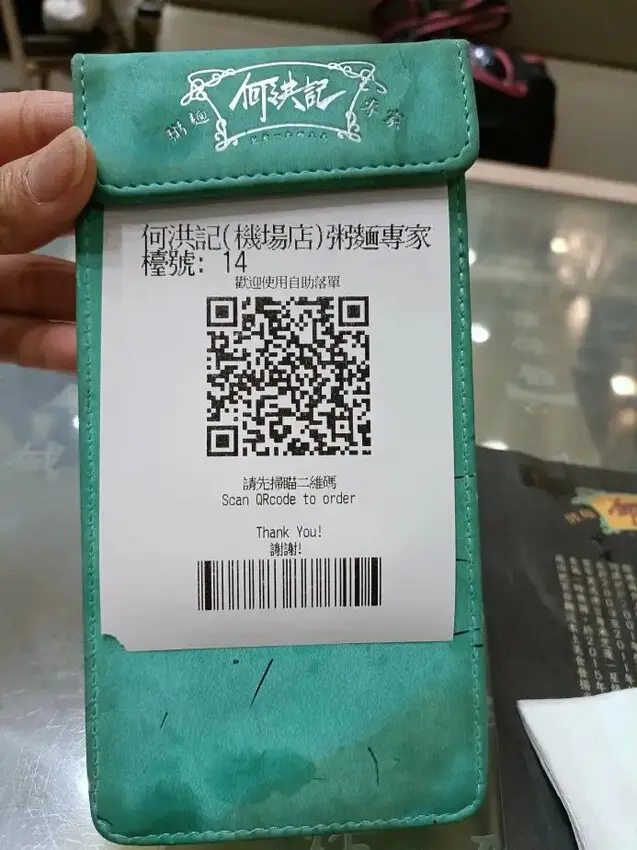 何洪記
粥麵 專家
何洪記(機場店)粥麵專家
檯號: 14
歡迎使用自助落單
請先掃瞄二維碼
Scan QRcode to order
Thank You!
謝謝!